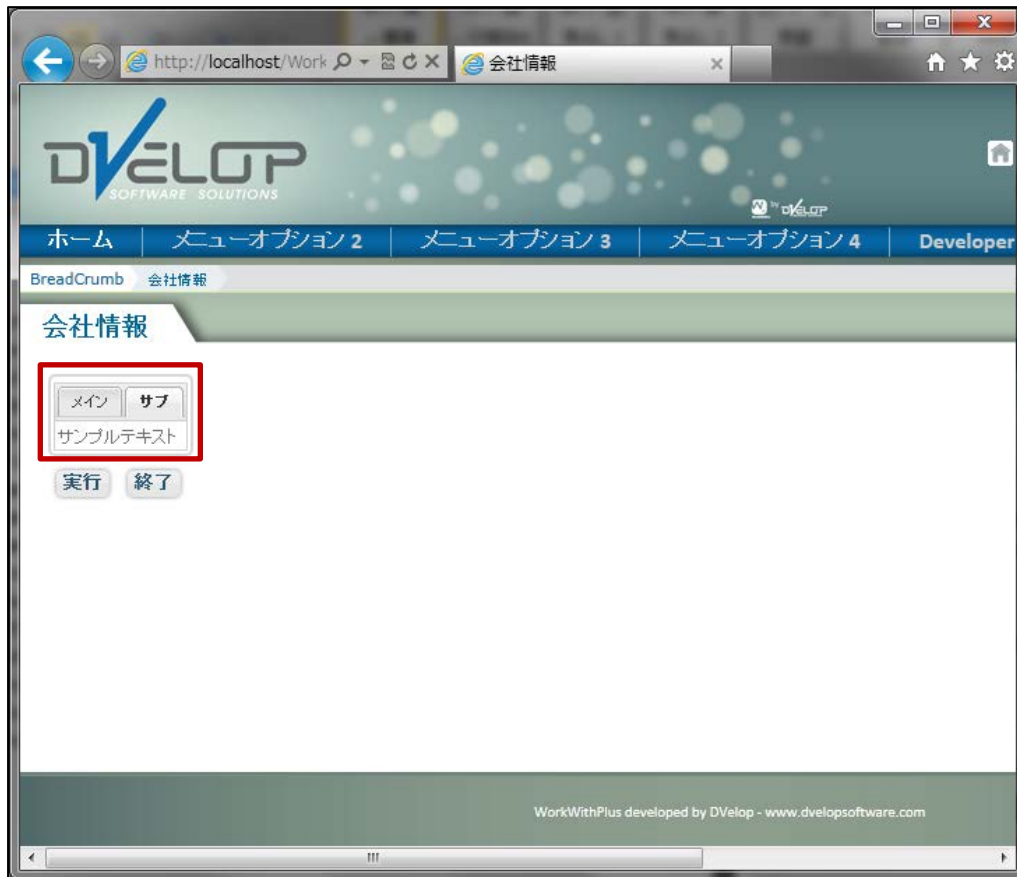 http://localhost/Work
会社情報
DVELOP
SOFTWARE SOLUTIONS
by DVELOP
ホーム メニューオプション 2 メニューオプション 3 メニューオプション 4 Developer
BreadCrumb 会社情報
会社情報
メイン サブ
サンプルテキスト
実行 終了
WorkWithPlus developed by DVelop - www.dvelopsoftware.com